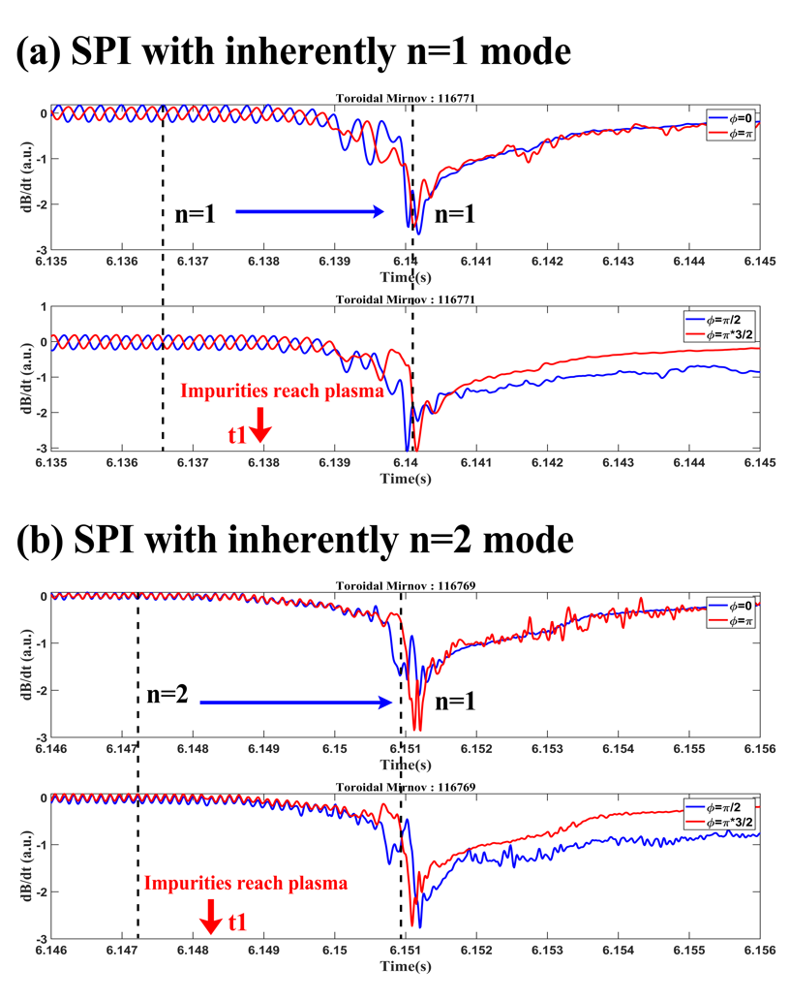 (a) SPI with inherently n=1 mode
Toroidal Mirnov : 116771
0
-1
-2
-3
dB/dt (a.u.)
ϕ=0
ϕ=π
n=1
n=1
6.135 6.136 6.137 6.138 6.139 6.14 6.141 6.142 6.143 6.144 6.145
Time(s)
Toroidal Mirnov : 116771
1
0
-1
-2
-3
dB/dt (a.u.)
ϕ=π/2
ϕ=π*3/2
Impurities reach plasma
t1
6.135 6.136 6.137 6.138 6.139 6.14 6.141 6.142 6.143 6.144 6.145
Time(s)
(b) SPI with inherently n=2 mode
Toroidal Mirnov : 116769
0
-1
-2
-3
dB/dt (a.u.)
ϕ=0
ϕ=π
n=2
n=1
6.146 6.147 6.148 6.149 6.15 6.151 6.152 6.153 6.154 6.155 6.156
Time(s)
Toroidal Mirnov : 116769
0
-1
-2
-3
dB/dt (a.u.)
ϕ=π/2
ϕ=π*3/2
Impurities reach plasma
t1
6.146 6.147 6.148 6.149 6.15 6.151 6.152 6.153 6.154 6.155 6.156
Time(s)